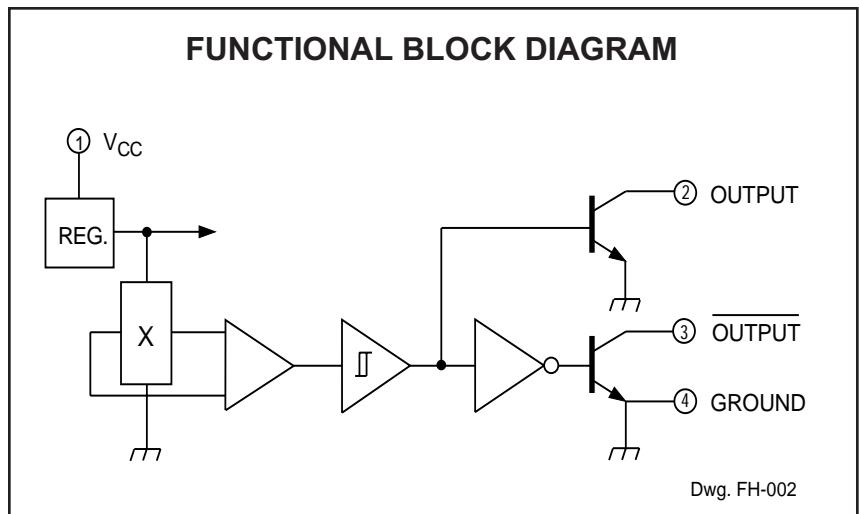 FUNCTIONAL BLOCK DIAGRAM
1 VCC
2 OUTPUT
REG.
X
3 OUTPUT
4 GROUND
Dwg. FH-002